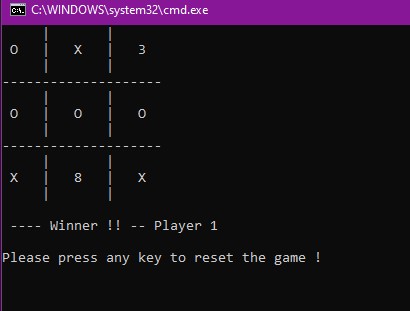 C:\WINDOWS\system32\cmd.exe
     |      |
 O   |  X   |   3
     |      |
--------------------
     |      |
 O   |  O   |   O
     |      |
--------------------
     |      |
 X   |  8   |   X
     |      |
 ---- Winner !! -- Player 1
Please press any key to reset the game !